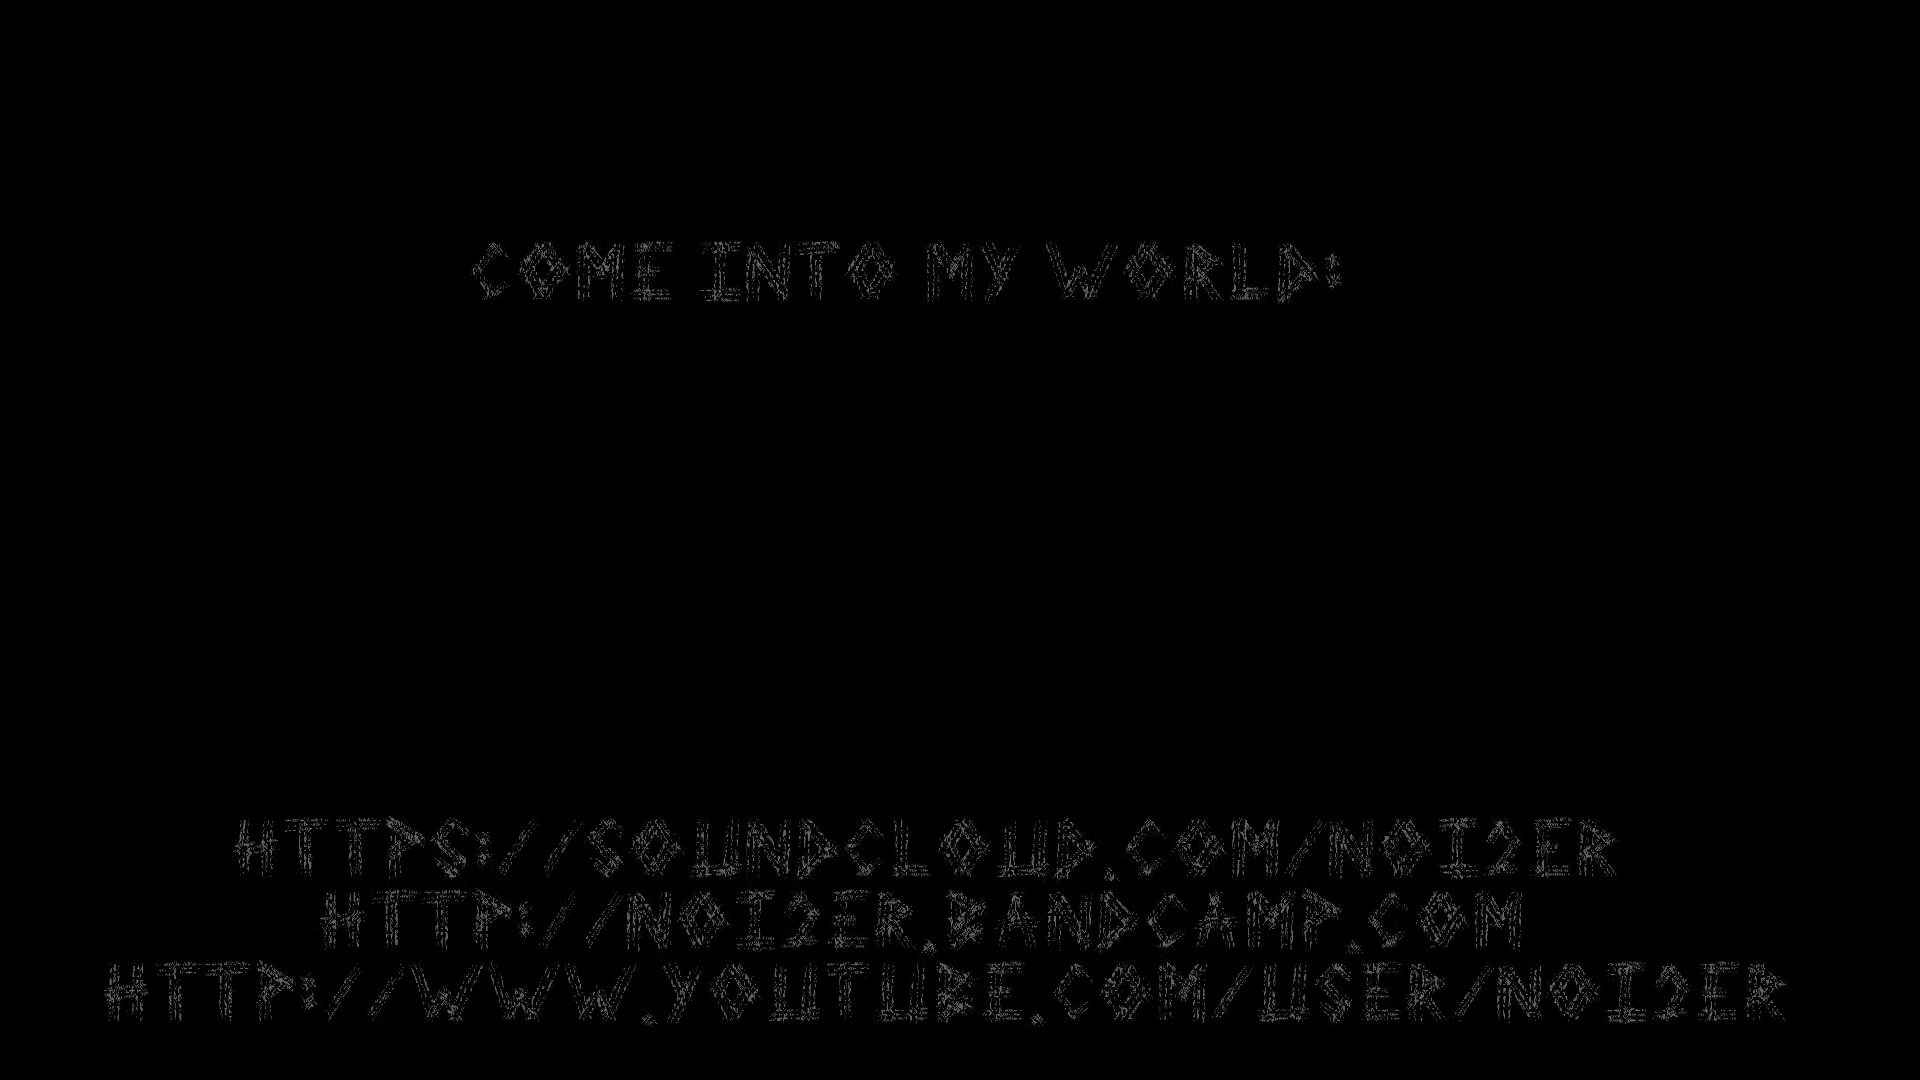 COME INTO MY WORLD:
HTTPS://SOUNDCLOUD.COM/NOI2ER
HTTP://NOI2ER.BANDCAMP.COM
HTTP://WWW.YOUTUBE.COM/USER/NOI2ER